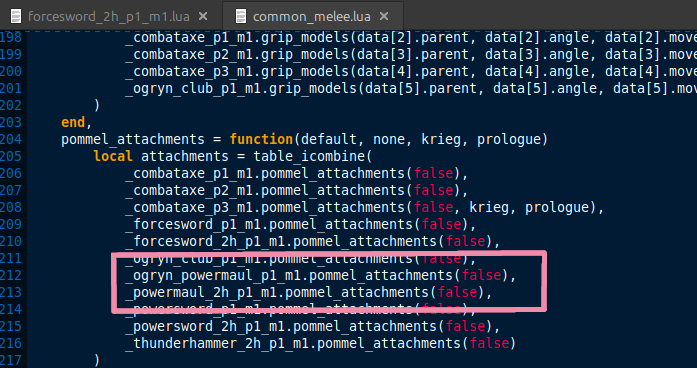 forcesword_2h_p1_m1.lua × common_melee.lua ×
198 _combataxe_p1_m1.grip_models(data[2].parent, data[2].angle, data[2].move
199 _combataxe_p2_m1.grip_models(data[3].parent, data[3].angle, data[3].move
200 _combataxe_p3_m1.grip_models(data[4].parent, data[4].angle, data[4].move
201 _ogryn_club_p1_m1.grip_models(data[5].parent, data[5].angle, data[5].mov
202 )
203 end,
204 pommel_attachments = function(default, none, krieg, prologue)
205 local attachments = table_icombine(
206 _combataxe_p1_m1.pommel_attachments(false),
207 _combataxe_p2_m1.pommel_attachments(false),
208 _combataxe_p3_m1.pommel_attachments(false, krieg, prologue),
209 _forcesword_p1_m1.pommel_attachments(false),
210 _forcesword_2h_p1_m1.pommel_attachments(false),
211 _ogryn_club_p1_m1.pommel_attachments(false),
212 _ogryn_powermaul_p1_m1.pommel_attachments(false),
213 _powermaul_2h_p1_m1.pommel_attachments(false),
214 _powersword_p1_m1.pommel_attachments(false),
215 _powersword_2h_p1_m1.pommel_attachments(false),
216 _thunderhammer_2h_p1_m1.pommel_attachments(false)
217 )